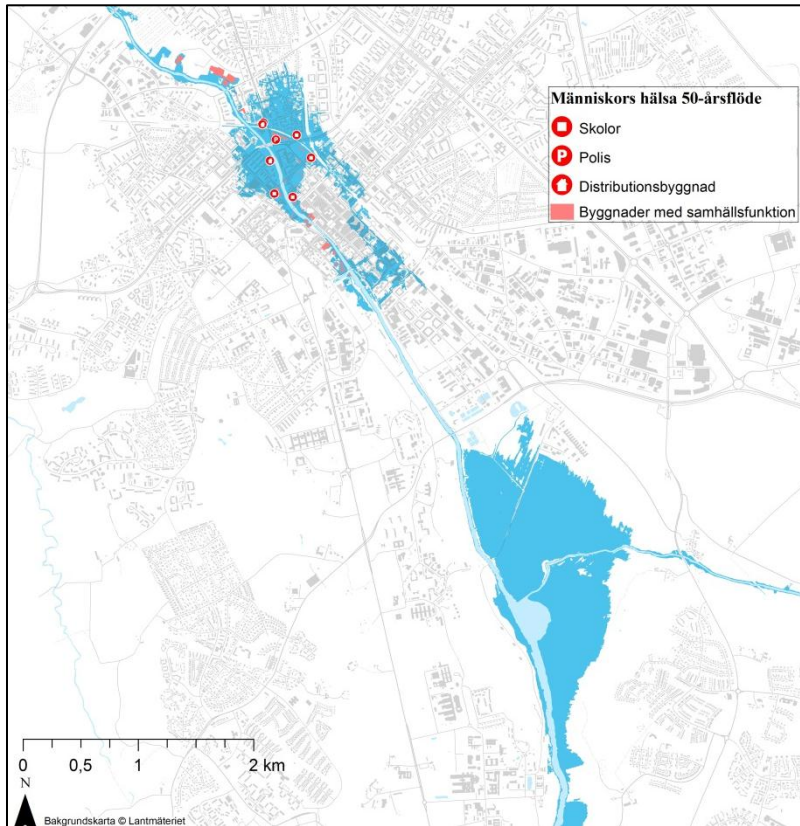 Människors hälsa 50-årsflöde
Skolor
P Polis
Distributionsbyggnad
Byggnader med samhällsfunktion
P
0 0,5 1 2 km
N
Bakgrundskarta © Lantmäteriet